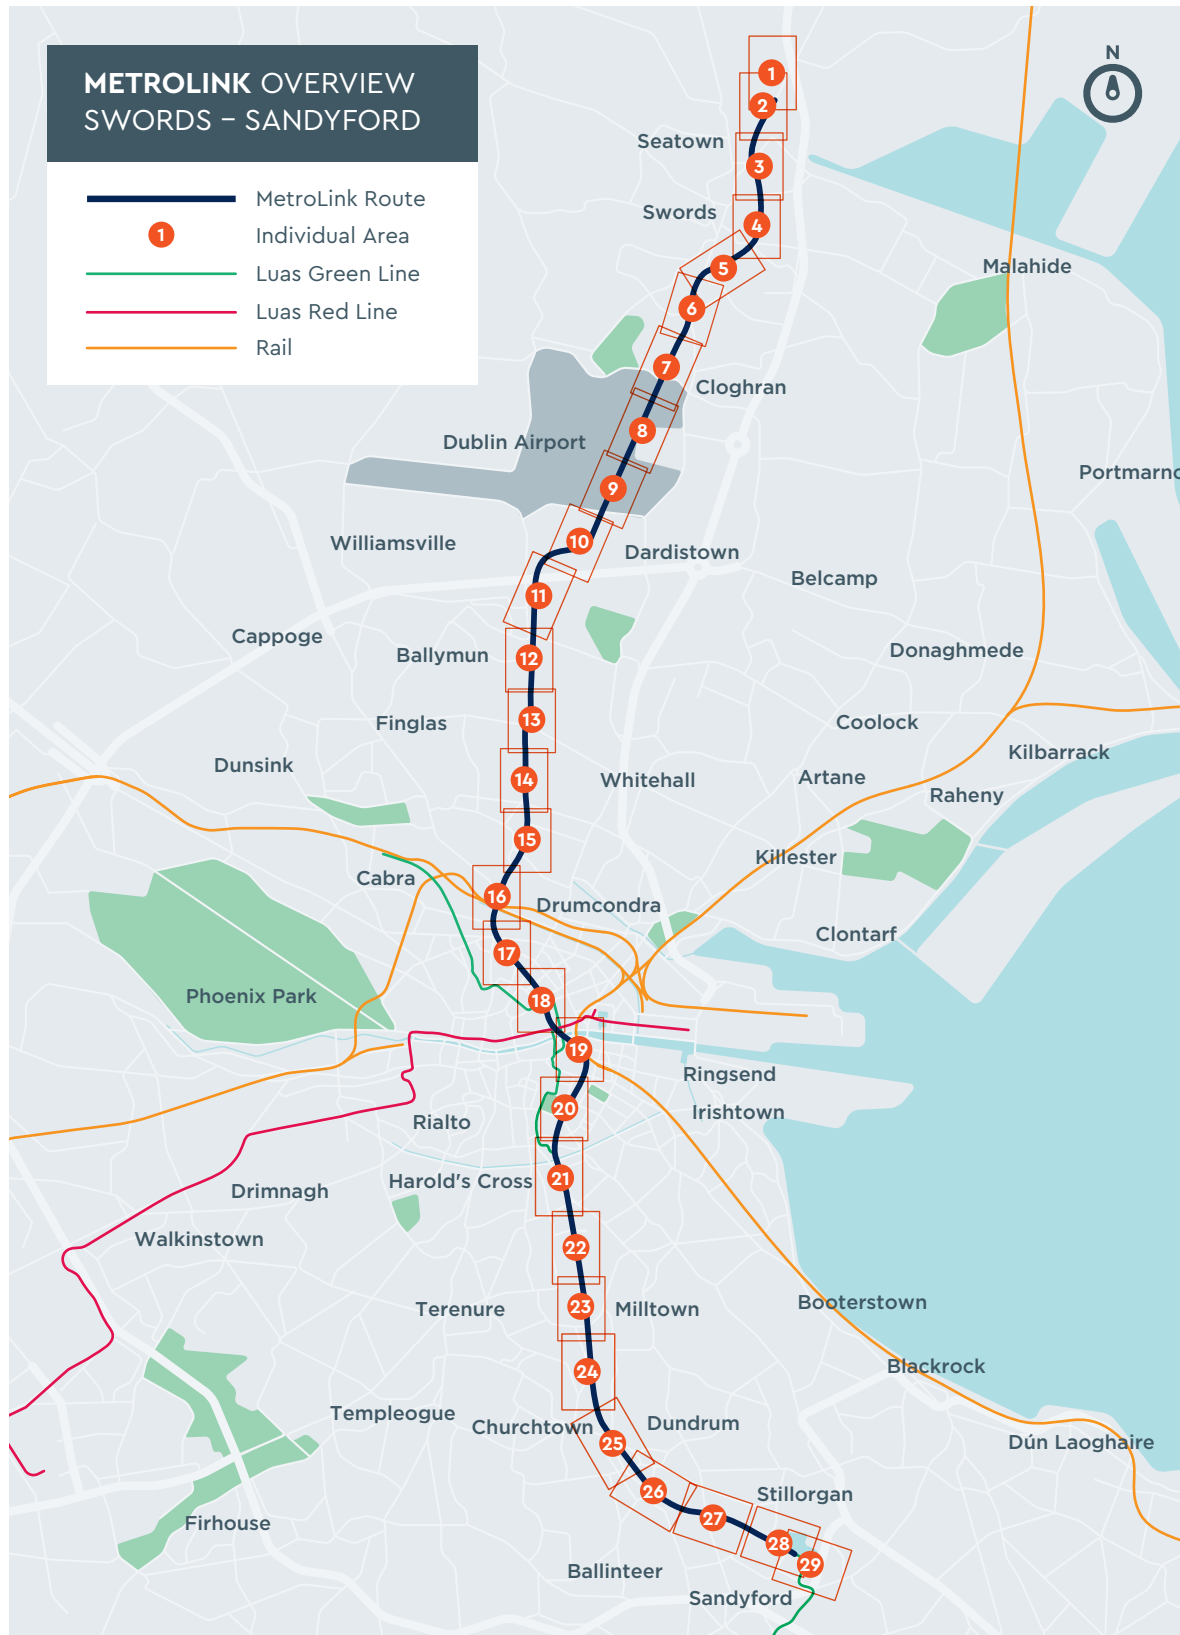 METROLINK OVERVIEW
SWORDS – SANDYFORD
MetroLink Route
1 Individual Area
Luas Green Line
Luas Red Line
Rail
N
1
2
Seatown
3
Swords
4
5
Malahide
6
7
Cloghran
8
Dublin Airport
Portmarno
9
10
Williamsville
Dardistown
Belcamp
11
Cappoge
Ballymun
12
Donaghmede
13
Finglas
Coolock
Kilbarrack
Dunsink
14
Whitehall
Artane
Raheny
15
Killester
Cabra
16
Drumcondra
Clontarf
17
Phoenix Park
18
19
Ringsend
20
Irishtown
Rialto
21
Harold's Cross
Drimnagh
Walkinstown
22
Terenure
23
Milltown
Booterstown
24
Blackrock
Templeogue
Churchtown
Dundrum
25
Dún Laoghaire
26
Stillorgan
27
Firhouse
28
29
Ballinteer
Sandyford